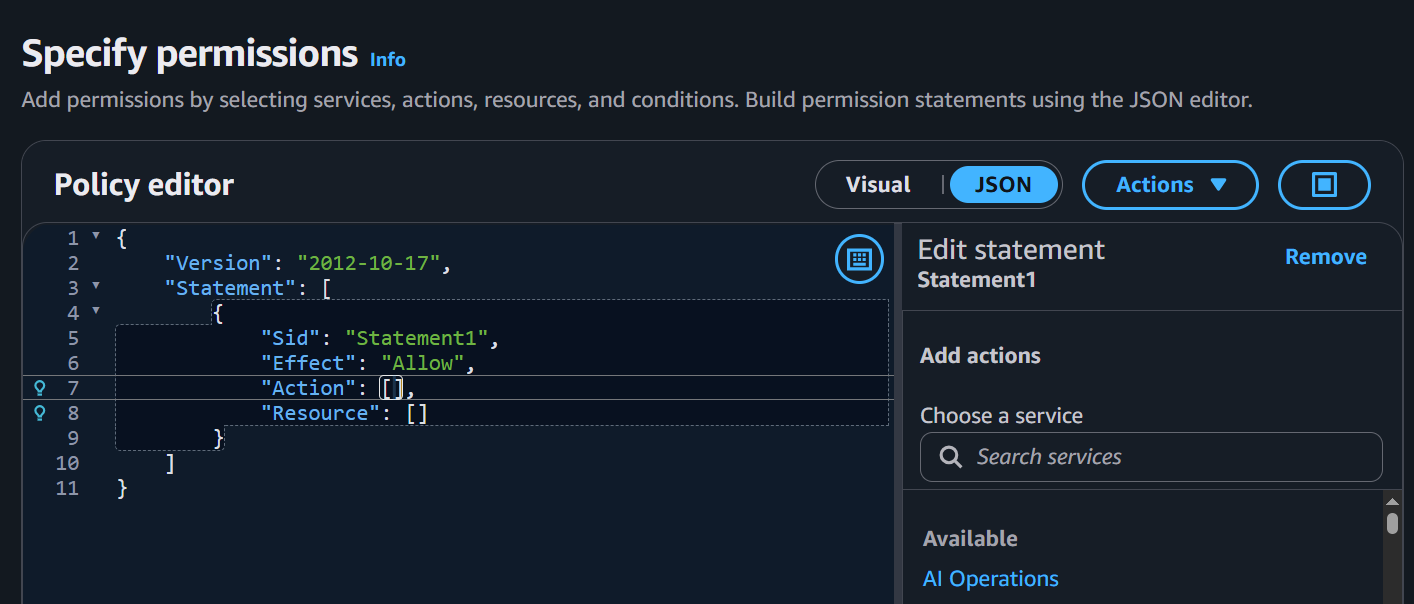 Specify permissions Info
Add permissions by selecting services, actions, resources, and conditions. Build permission statements using the JSON editor.
Policy editor
Visual | JSON
Actions
1 {
2 "Version": "2012-10-17",
3 "Statement": [
4 {
5 "Sid": "Statement1",
6 "Effect": "Allow",
7 "Action": [],
8 "Resource": []
9 }
10 ]
11 }
Edit statement
Statement1
Remove
Add actions
Choose a service
Search services
Available
AI Operations